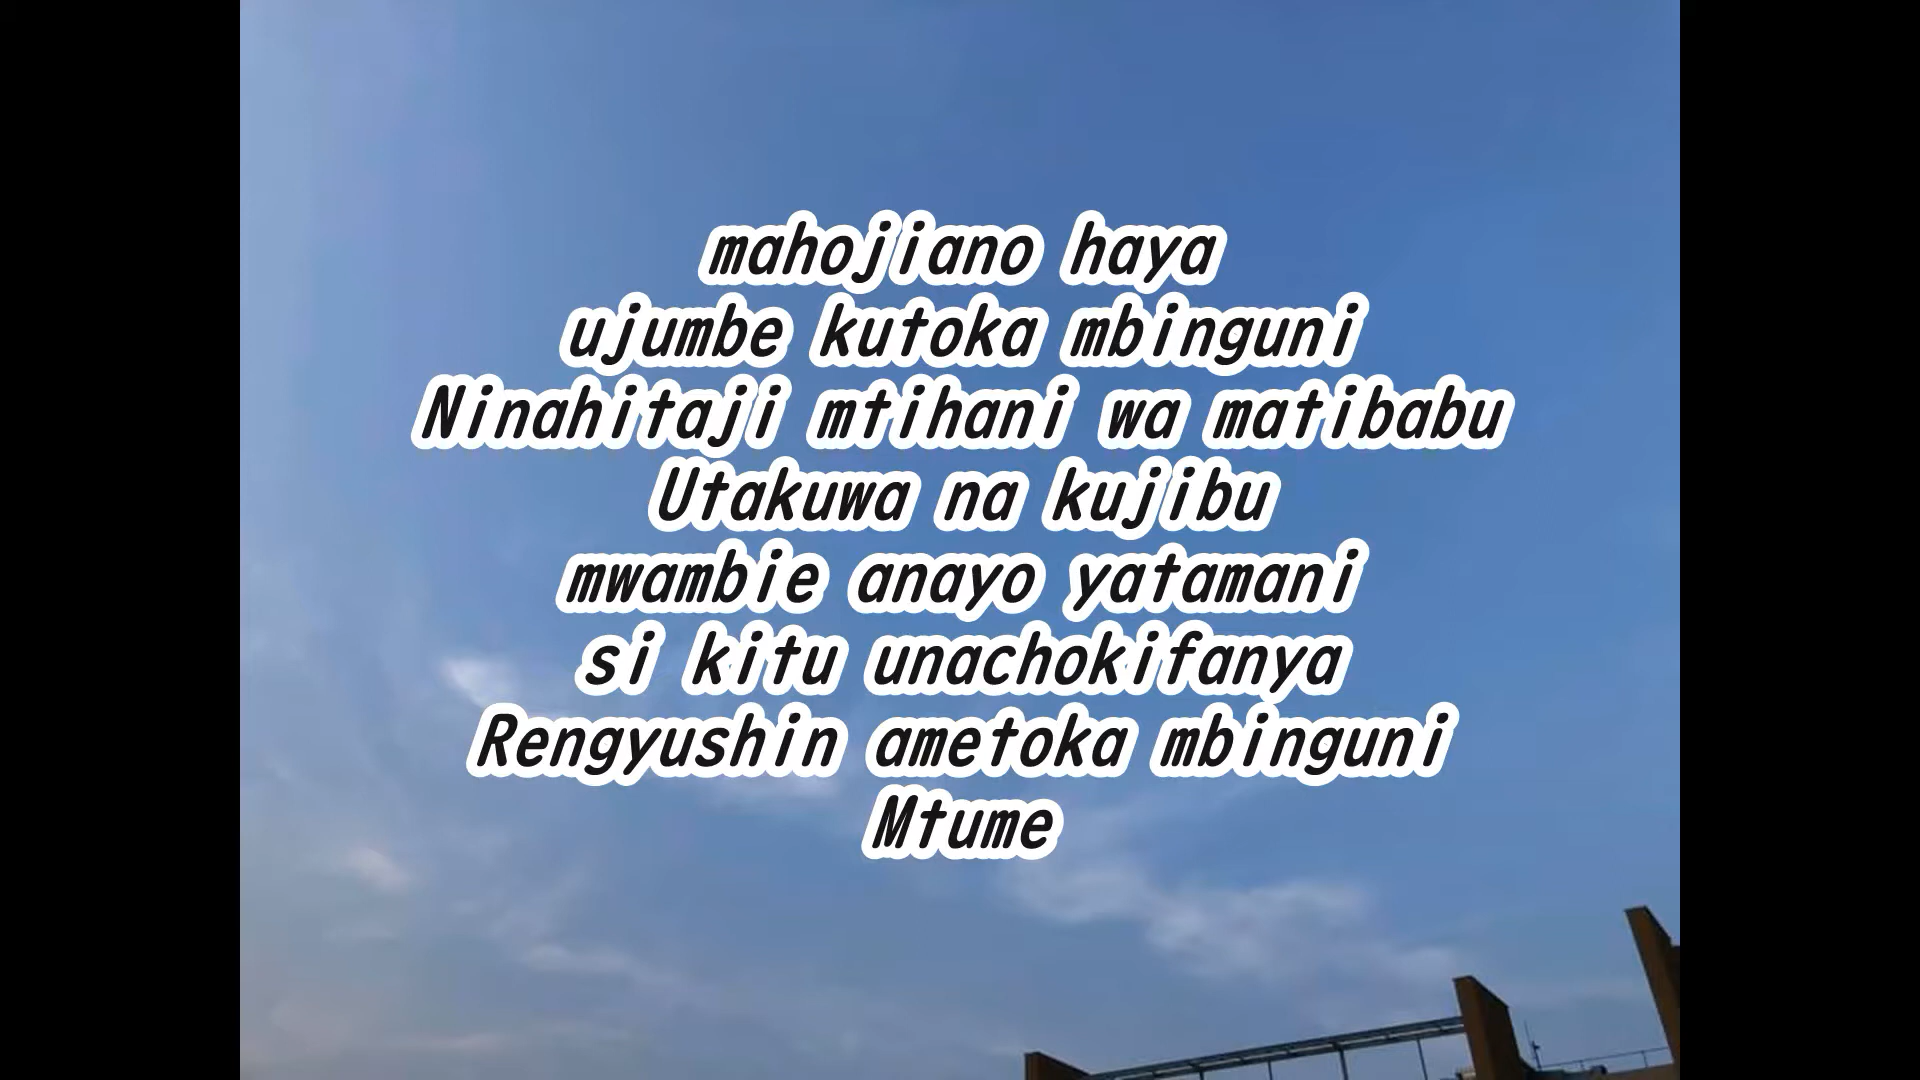 mahojiano haya
ujumbe kutoka mbinguni
Ninahitaji mtihani wa matibabu
Utakuwa na kujibu
mwambie anayo yatamani
si kitu unachokifanya
Rengyushin ametoka mbinguni
Mtume